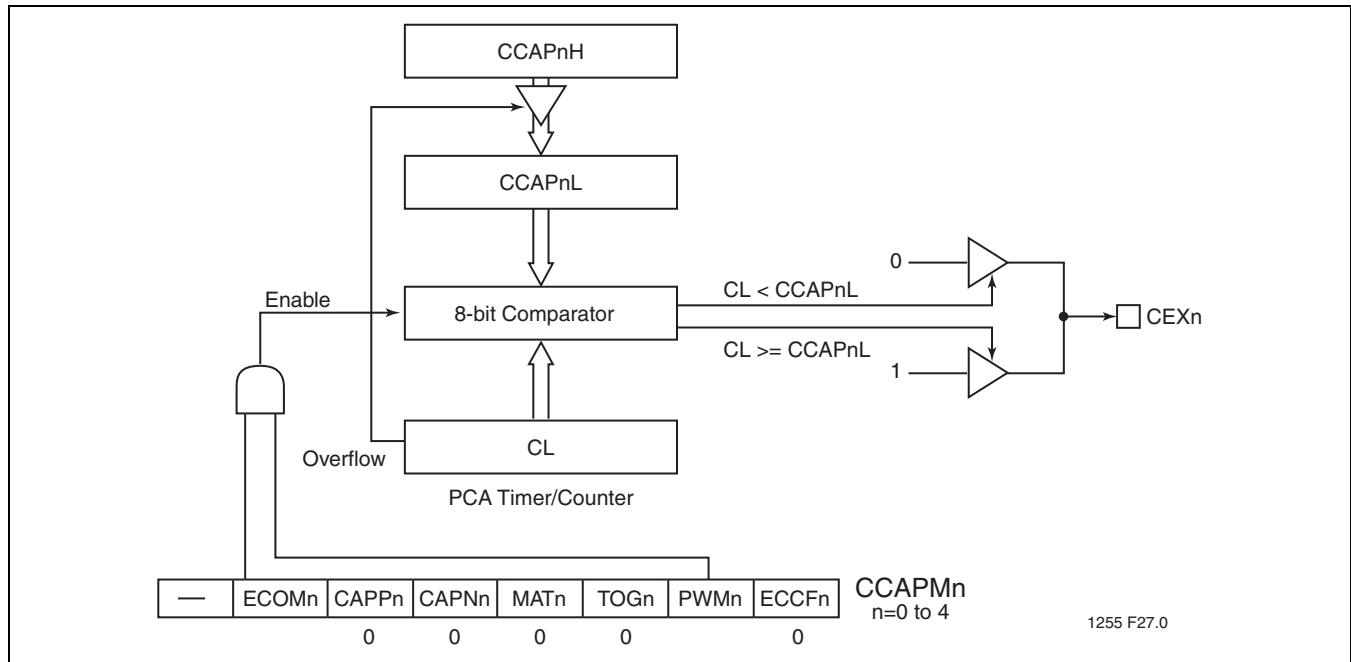 CCAPnH
CCAPnL
0
CL < CCAPnL
Enable
8-bit Comparator
CEXn
CL >= CCAPnL
1
CL
Overflow
PCA Timer/Counter
— ECOMn CAPPn CAPNn MATn TOGn PWMn ECCFn CCAPMn
n=0 to 4
0 0 0 0 0
1255 F27.0